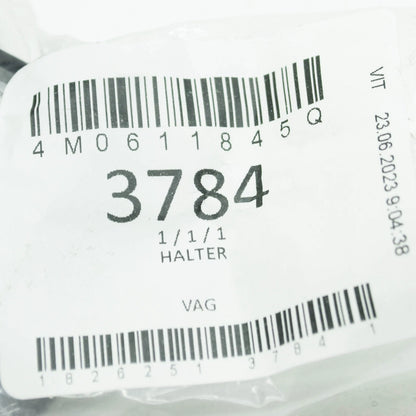 4M0611845Q
3784
1/1/1
HALTER
VAG
1826251 3784 1
VIT 23.06.2023 9:04:38